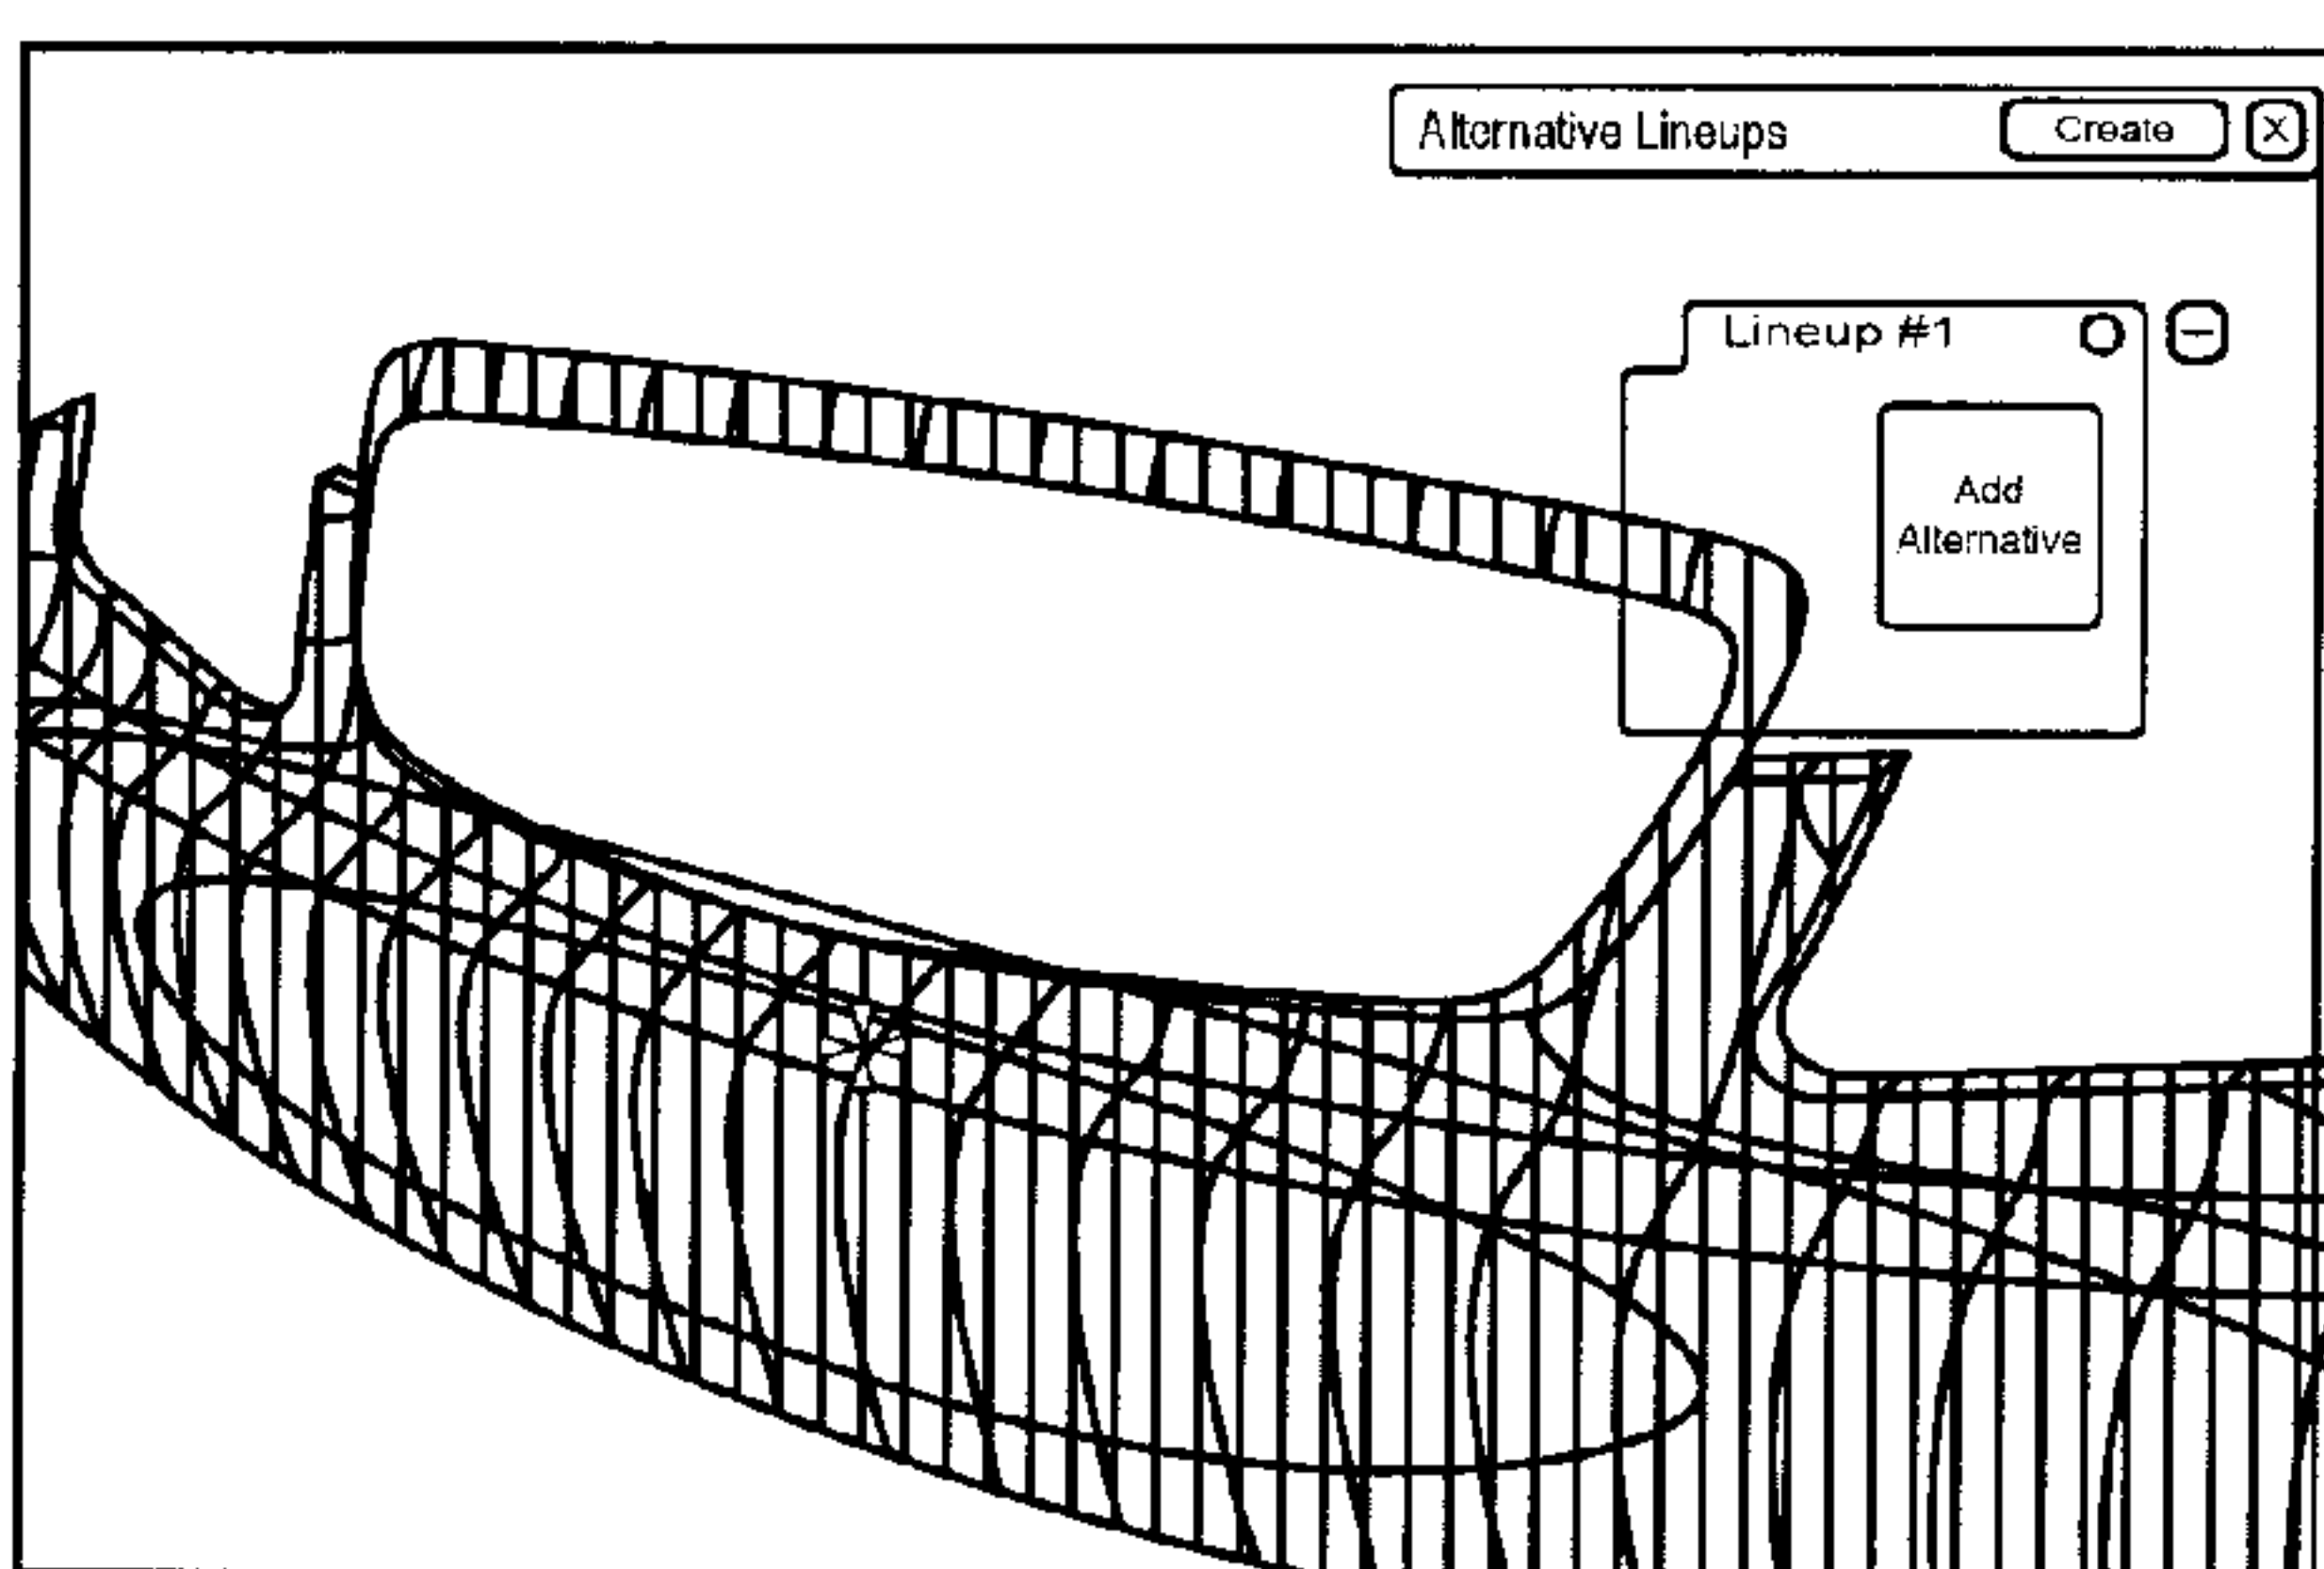 Alternative Lineups
Create
X
Lineup #1
Add
Alternative